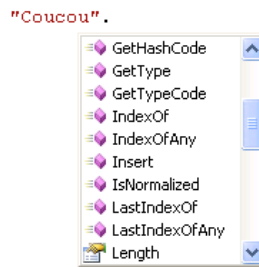 "Coucou".
GetHashCode
GetType
GetTypeCode
IndexOf
IndexOfAny
Insert
IsNormalized
LastIndexOf
LastIndexOfAny
Length